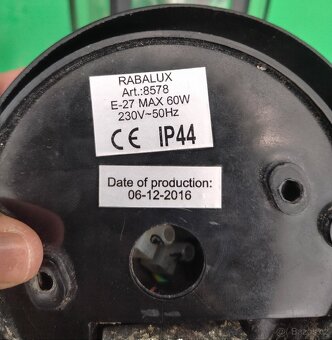 RABALUX
Art.:8578
E-27 MAX 60W
230V~50Hz
CE IP44
Date of production:
06-12-2016